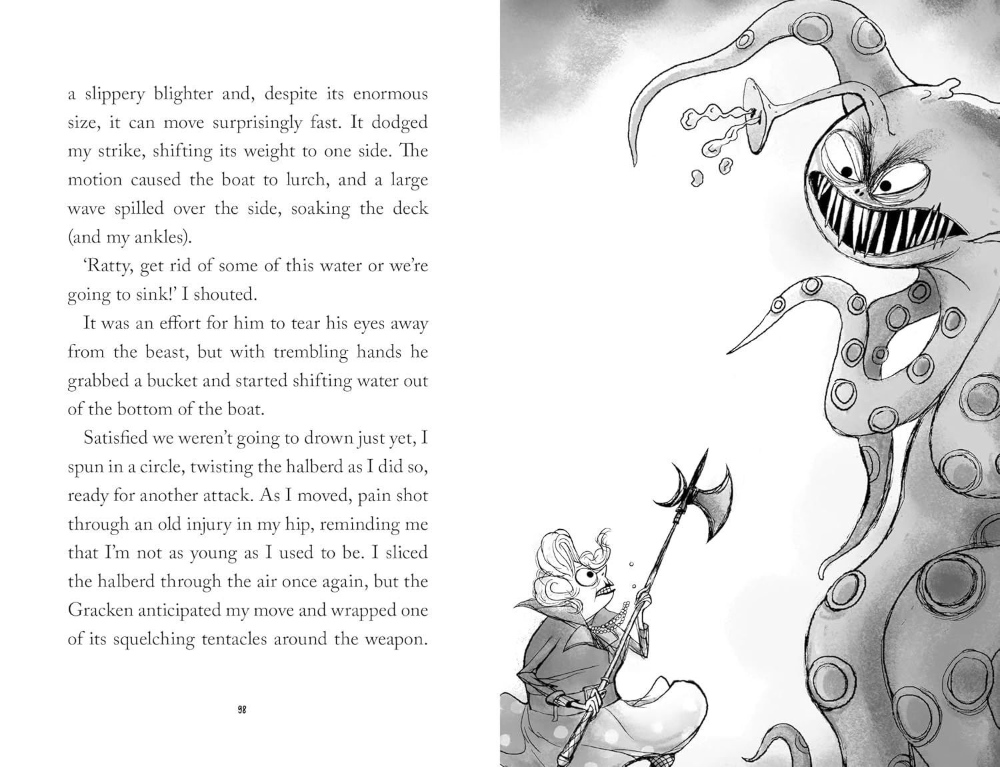 a slippery blighter and, despite its enormous
size, it can move surprisingly fast. It dodged
my strike, shifting its weight to one side. The
motion caused the boat to lurch, and a large
wave spilled over the side, soaking the deck
(and my ankles).
‘Ratty, get rid of some of this water or we’re
going to sink!’ I shouted.
It was an effort for him to tear his eyes away
from the beast, but with trembling hands he
grabbed a bucket and started shifting water out
of the bottom of the boat.
Satisfied we weren’t going to drown just yet, I
spun in a circle, twisting the halberd as I did so,
ready for another attack. As I moved, pain shot
through an old injury in my hip, reminding me
that I’m not as young as I used to be. I sliced
the halberd through the air once again, but the
Gracken anticipated my move and wrapped one
of its squelching tentacles around the weapon.
98